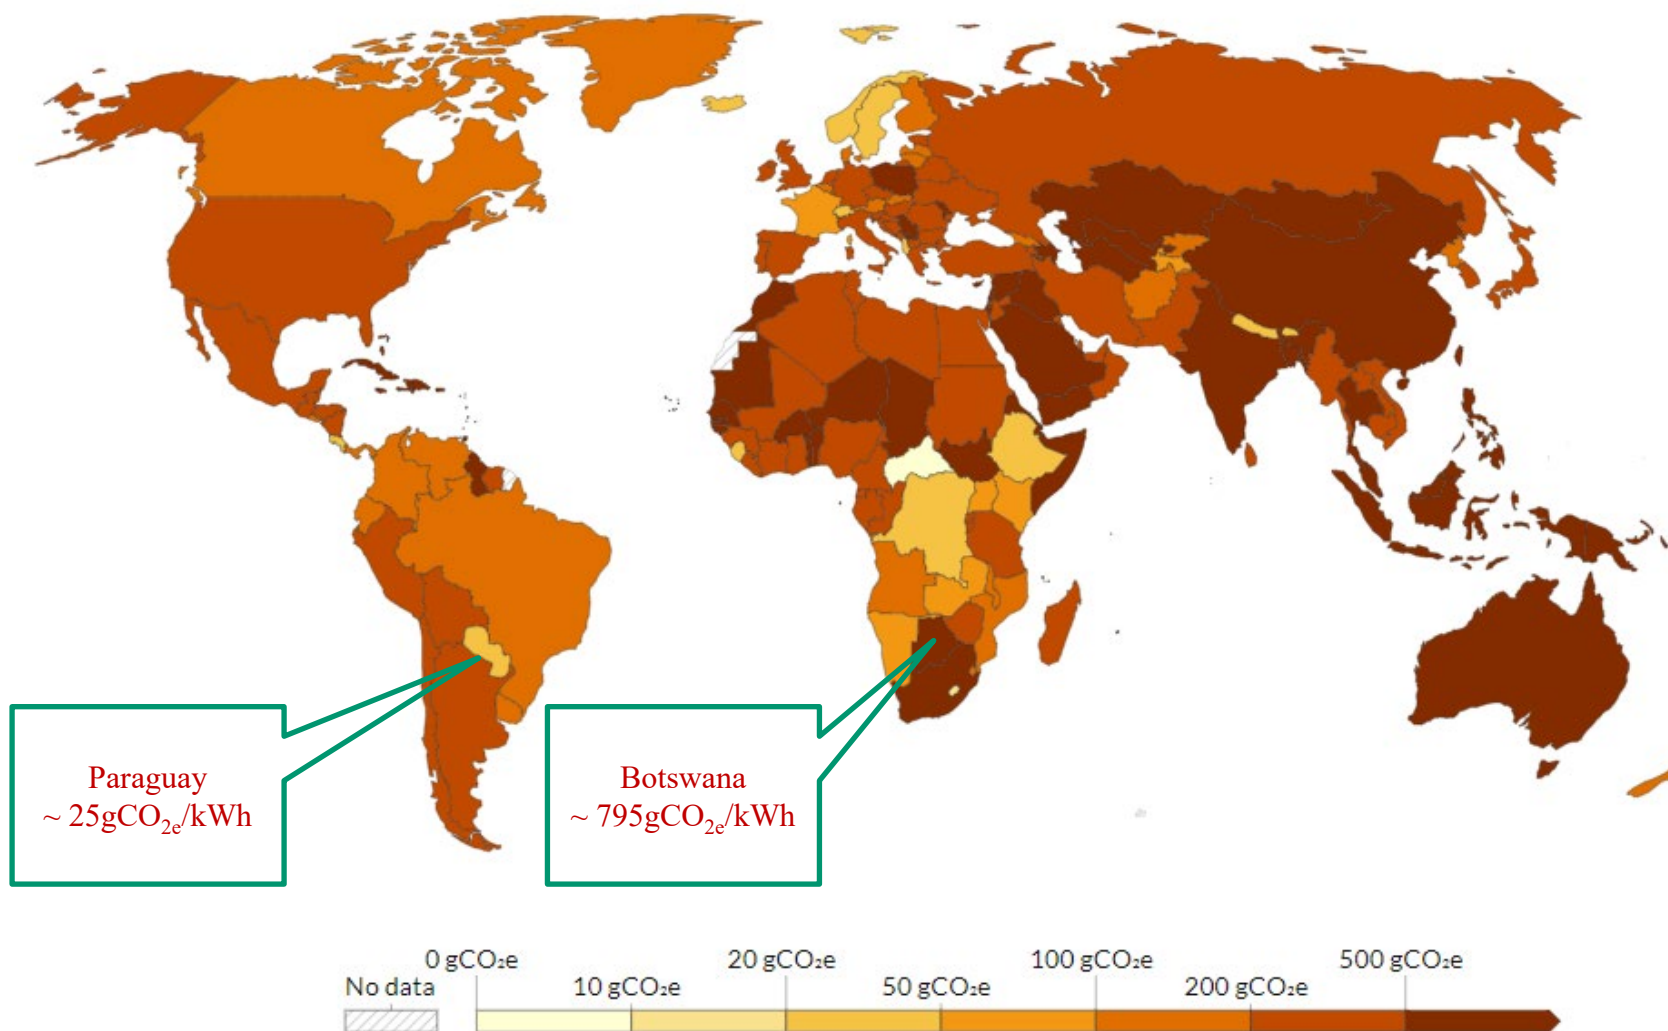 Paraguay
~ 25gCO₂ₑ/kWh
Botswana
~ 795gCO₂ₑ/kWh
0 gCO₂e
20 gCO₂e
100 gCO₂e
500 gCO₂e
No data
10 gCO₂e
50 gCO₂e
200 gCO₂e